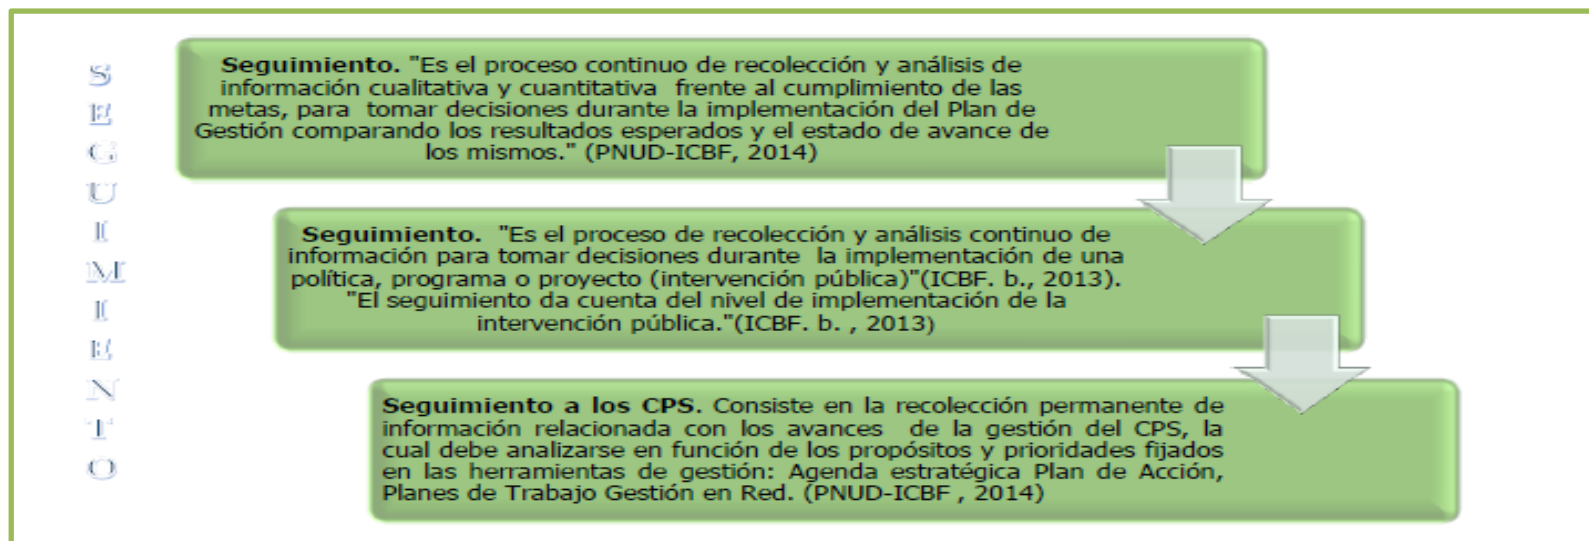 SEGUIMIENTO
Seguimiento. "Es el proceso continuo de recolección y análisis de
información cualitativa y cuantitativa frente al cumplimiento de las
metas, para tomar decisiones durante la implementación del Plan de
Gestión comparando los resultados esperados y el estado de avance de
los mismos." (PNUD-ICBF, 2014)
Seguimiento. "Es el proceso de recolección y análisis continuo de
información para tomar decisiones durante la implementación de una
política, programa o proyecto (intervención pública)"(ICBF. b., 2013).
"El seguimiento da cuenta del nivel de implementación de la
intervención pública."(ICBF. b. , 2013)
Seguimiento a los CPS. Consiste en la recolección permanente de
información relacionada con los avances de la gestión del CPS, la
cual debe analizarse en función de los propósitos y prioridades fijados
en las herramientas de gestión: Agenda estratégica Plan de Acción,
Planes de Trabajo Gestión en Red. (PNUD-ICBF , 2014)